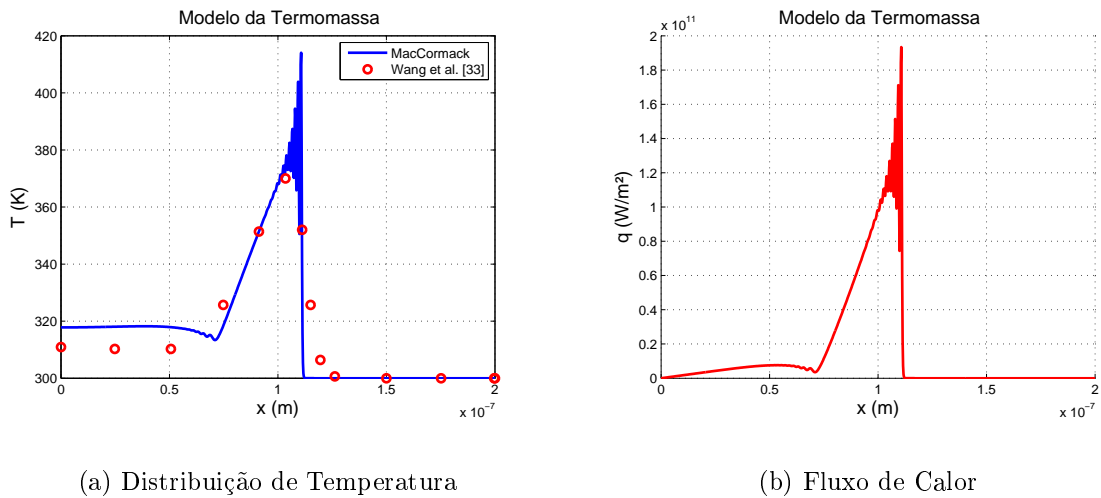 Modelo da Termomassa
420
400
380
360
340
320
300
T (K)
MacCormack
Wang et al. [33]
0
0.5
1
1.5
2
x 10⁻⁷
x (m)
(a) Distribuição de Temperatura
Modelo da Termomassa
x 10¹¹
2
1.8
1.6
1.4
1.2
1
0.8
0.6
0.4
0.2
0
q (W/m²)
0
0.5
1
1.5
2
x 10⁻⁷
x (m)
(b) Fluxo de Calor